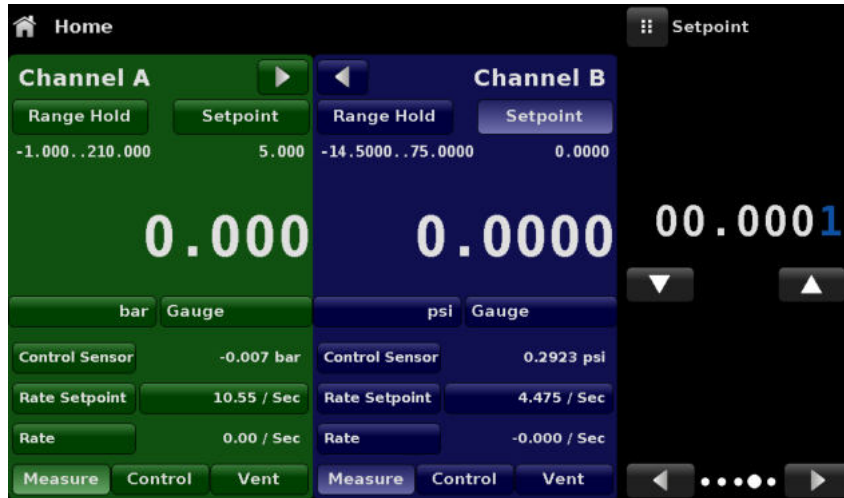 Home
Setpoint
Channel A
Channel B
Range Hold Setpoint
Range Hold Setpoint
-1.000..210.000 5.000
-14.5000..75.0000 0.0000
0.000
0.0000
00.0001
bar Gauge
psi Gauge
Control Sensor -0.007 bar
Control Sensor 0.2923 psi
Rate Setpoint 10.55 / Sec
Rate Setpoint 4.475 / Sec
Rate 0.00 / Sec
Rate -0.000 / Sec
Measure Control Vent
Measure Control Vent